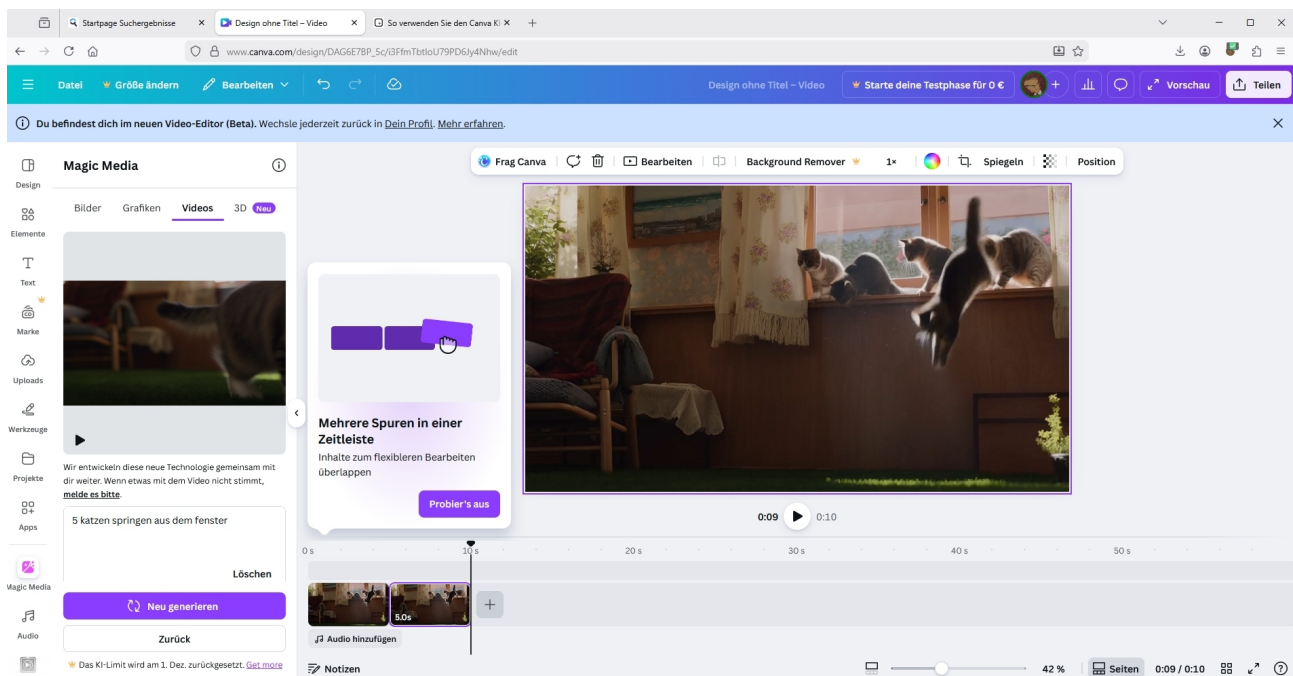 Startpage Suchergebnisse
Design ohne Titel – Video
So verwenden Sie den Canva KI
www.canva.com/design/DAG6E7BP_5c/i3FfmTbtIoU79PD6Jy4Nhw/edit
Datei
Größe ändern
Bearbeiten
Design ohne Titel – Video
Starte deine Testphase für 0 €
Vorschau
Teilen
Du befindest dich im neuen Video-Editor (Beta). Wechsle jederzeit zurück in Dein Profil. Mehr erfahren.
Design
Elemente
Text
Marke
Uploads
Werkzeuge
Projekte
Apps
Magic Media
Audio
Magic Media
Bilder
Grafiken
Videos
3D
Neu
Wir entwickeln diese neue Technologie gemeinsam mit
dir weiter. Wenn etwas mit dem Video nicht stimmt,
melde es bitte.
5 katzen springen aus dem fenster
Löschen
Neu generieren
Zurück
Das KI-Limit wird am 1. Dez. zurückgesetzt. Get more
Frag Canva
Bearbeiten
Background Remover
1×
Spiegeln
Position
Mehrere Spuren in einer
Zeitleiste
Inhalte zum flexibleren Bearbeiten
überlappen
Probier's aus
0:09
0:10
0 s
10 s
20 s
30 s
40 s
50 s
5.0s
Audio hinzufügen
Notizen
42 %
Seiten
0:09 / 0:10